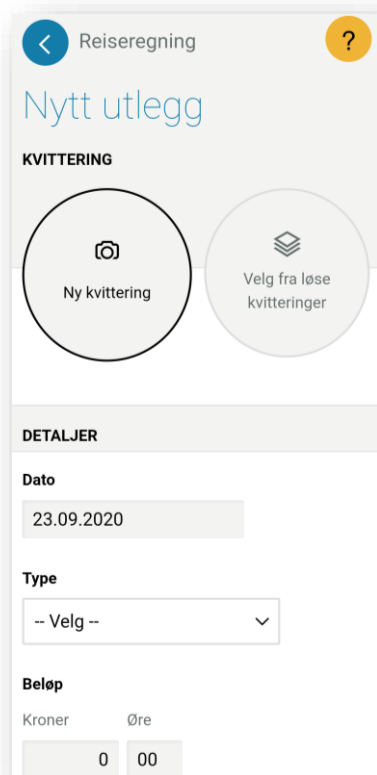 Reiseregning
?
Nytt utlegg
KVITTERING
Ny kvittering
Velg fra løse
kvitteringer
DETALJER
Dato
23.09.2020
Type
-- Velg --
Beløp
Kroner Øre
0 00